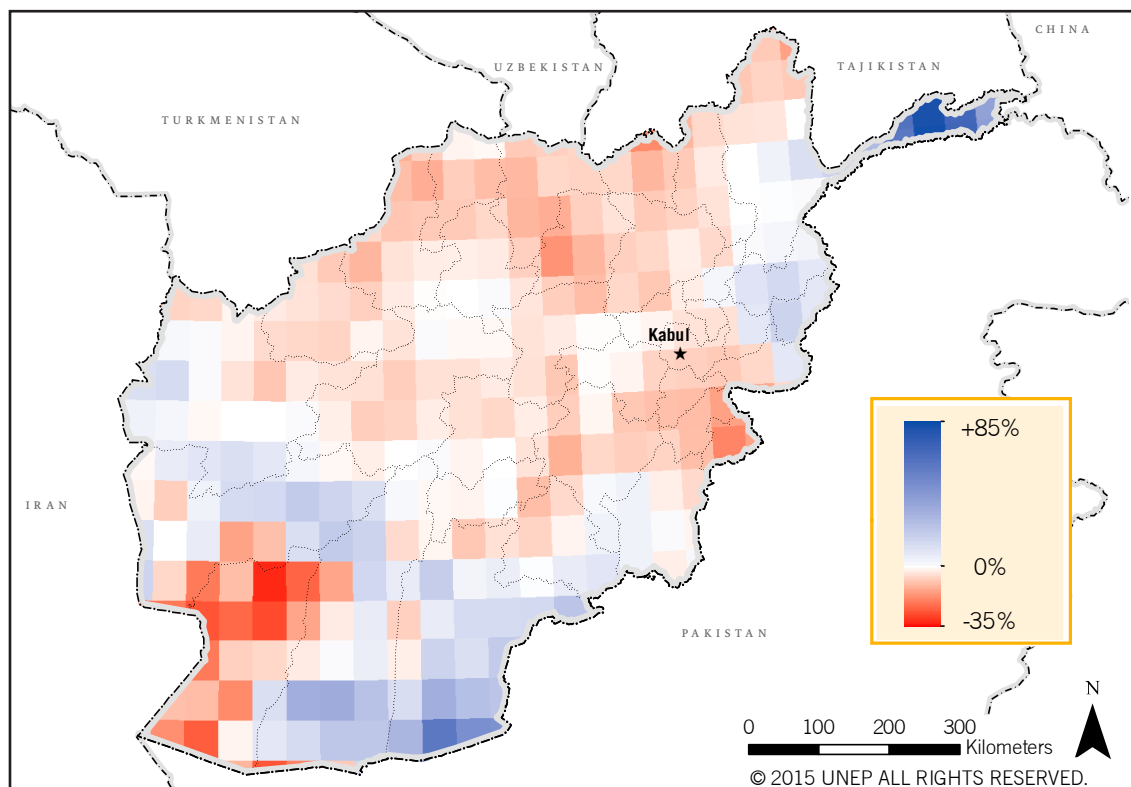 CHINA
UZBEKISTAN
TAJIKISTAN
TURKMENISTAN
Kabul
+85%
0%
-35%
IRAN
PAKISTAN
N
0 100 200 300
Kilometers
© 2015 UNEP ALL RIGHTS RESERVED.